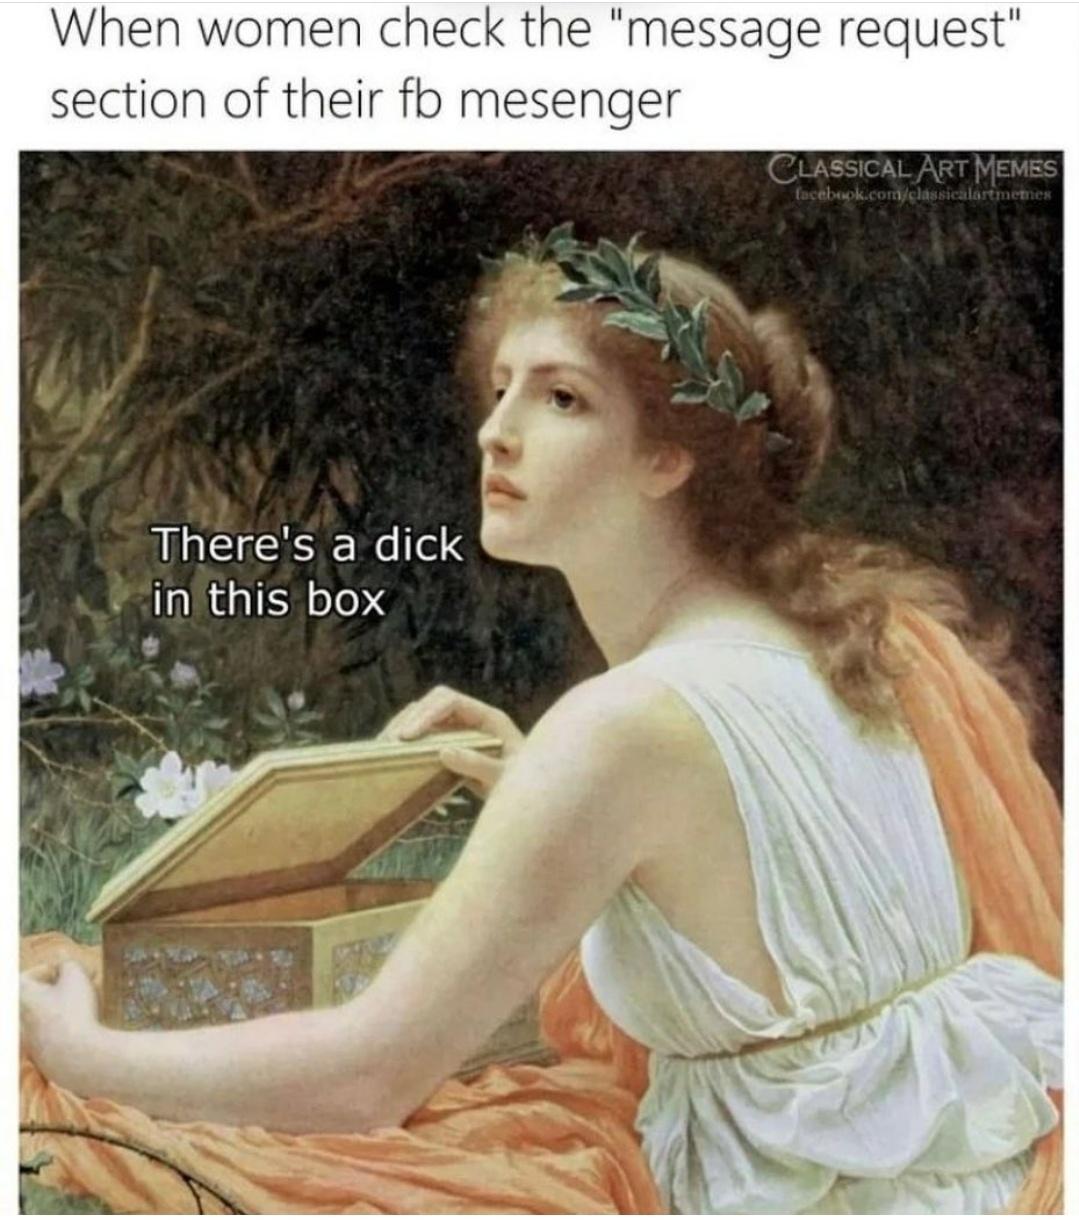 When women check the "message request"
section of their fb mesenger
CLASSICAL ART MEMES
facebook.com/classicalartmemes
There's a dick
in this box